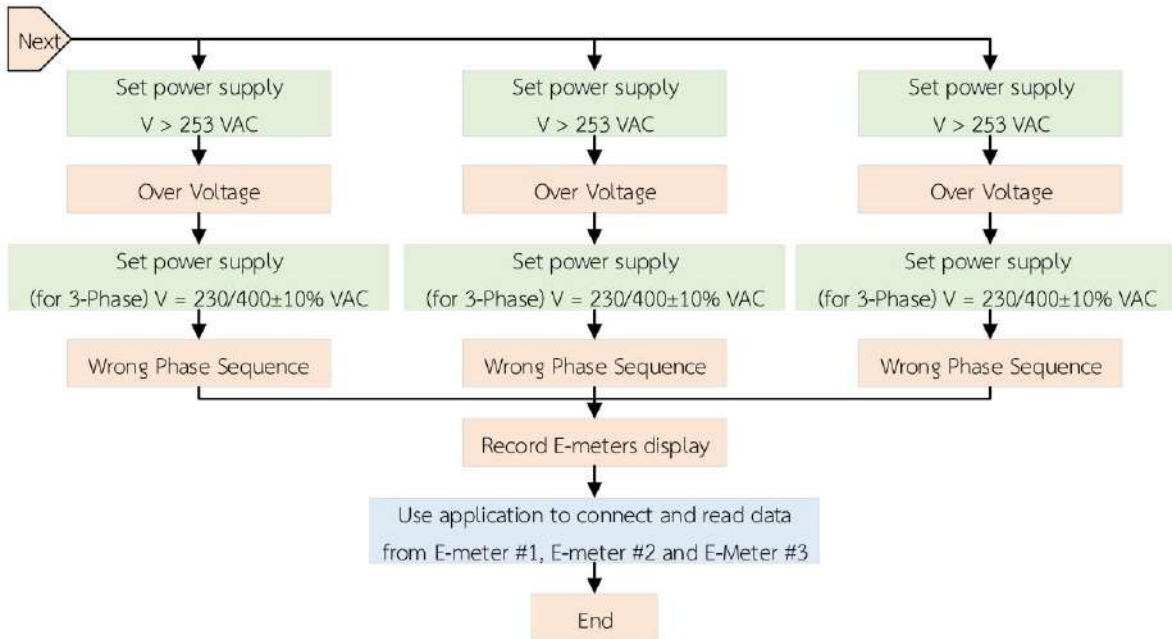 Next
Set power supply
V > 253 VAC
Set power supply
V > 253 VAC
Set power supply
V > 253 VAC
Over Voltage
Over Voltage
Over Voltage
Set power supply
(for 3-Phase) V = 230/400±10% VAC
Set power supply
(for 3-Phase) V = 230/400±10% VAC
Set power supply
(for 3-Phase) V = 230/400±10% VAC
Wrong Phase Sequence
Wrong Phase Sequence
Wrong Phase Sequence
Record E-meters display
Use application to connect and read data
from E-meter #1, E-meter #2 and E-Meter #3
End